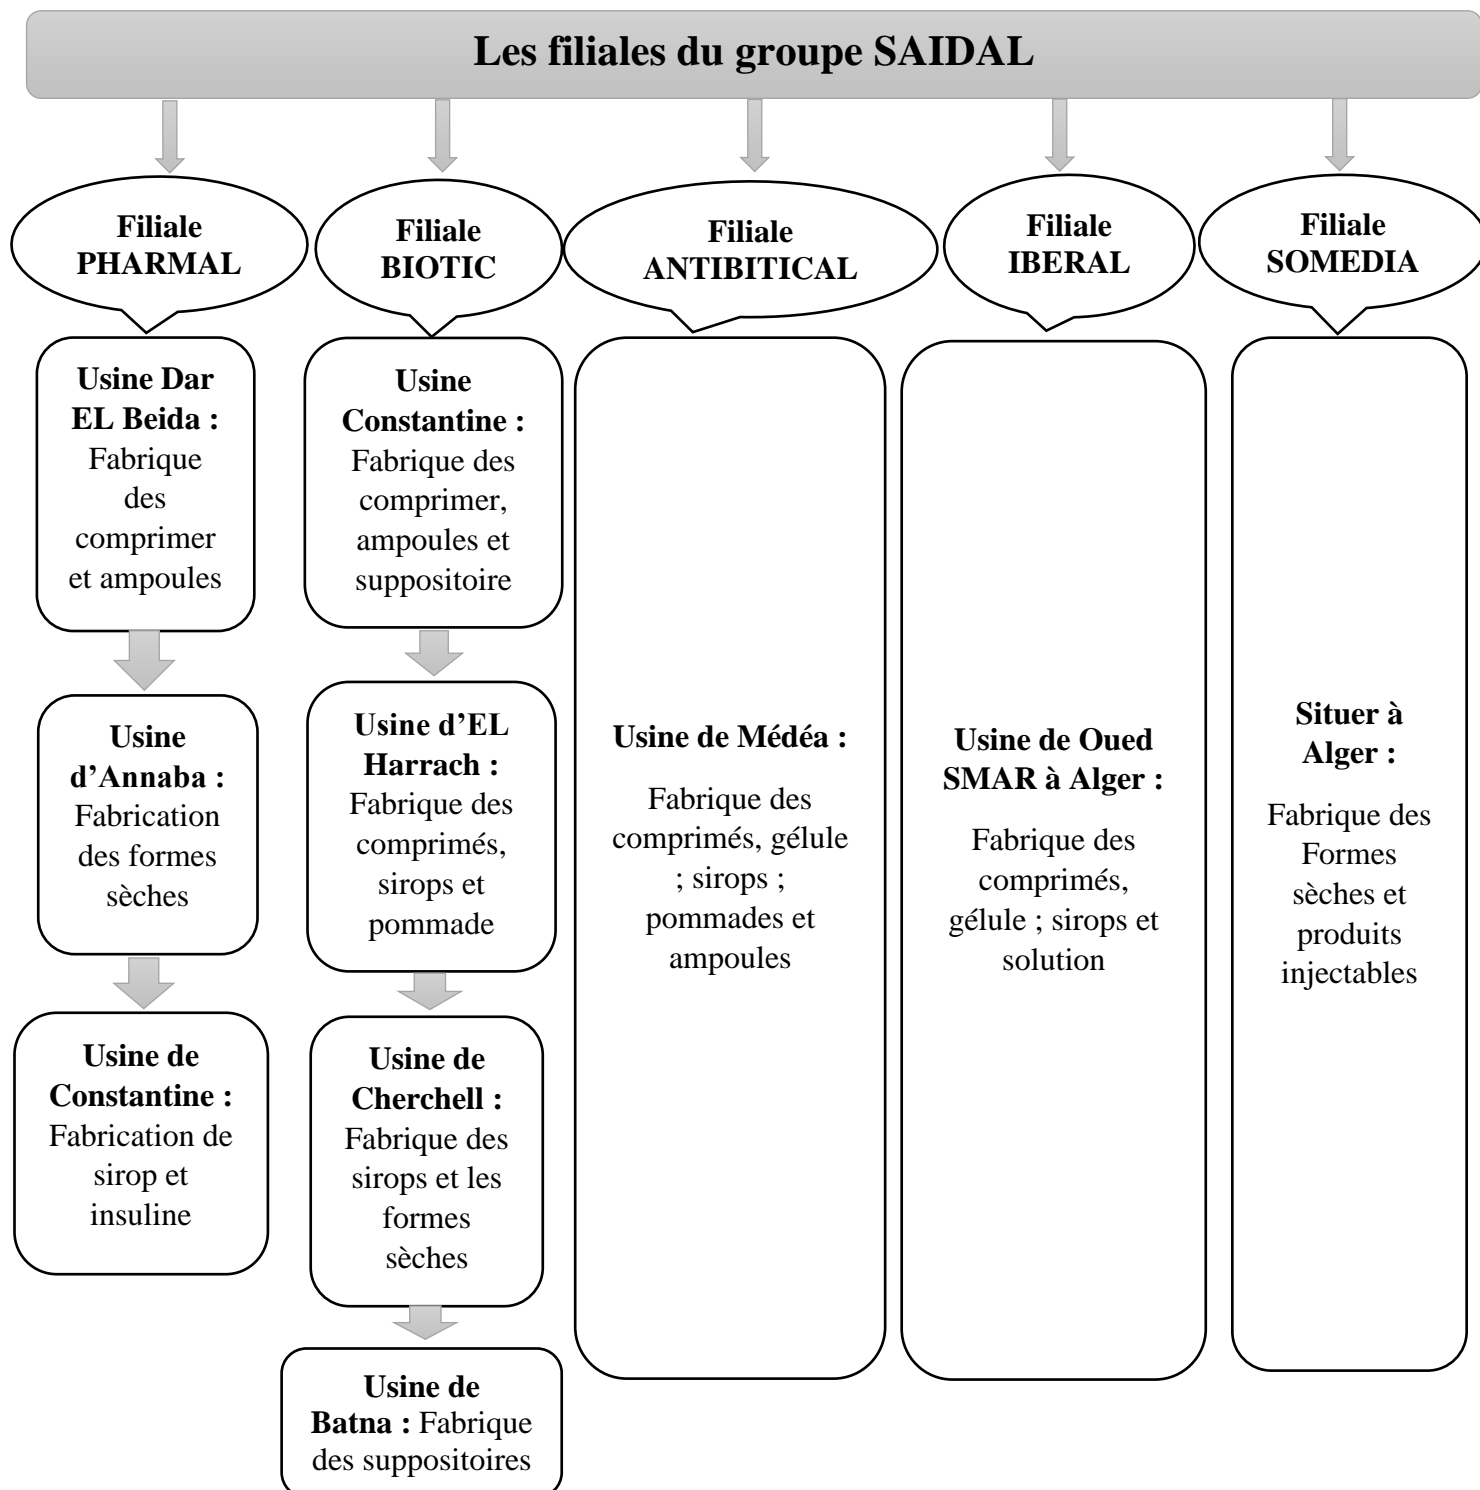 Les filiales du groupe SAIDAL
Filiale
PHARMAL
Filiale
BIOTIC
Filiale
ANTIBITICAL
Filiale
IBERAL
Filiale
SOMEDIA
Usine Dar
EL Beida :
Fabrique
des
comprimer
et ampoules
Usine
d’Annaba :
Fabrication
des formes
sèches
Usine de
Constantine :
Fabrication de
sirop et
insuline
Usine
Constantine :
Fabrique des
comprimer,
ampoules et
suppositoire
Usine d’EL
Harrach :
Fabrique des
comprimés,
sirops et
pommade
Usine de
Cherchell :
Fabrique des
sirops et les
formes
sèches
Usine de
Batna : Fabrique
des suppositoires
Usine de Médéa :
Fabrique des
comprimés, gélule
; sirops ;
pommades et
ampoules
Usine de Oued
SMAR à Alger :
Fabrique des
comprimés,
gélule ; sirops et
solution
Situer à
Alger :
Fabrique des
Formes
sèches et
produits
injectables